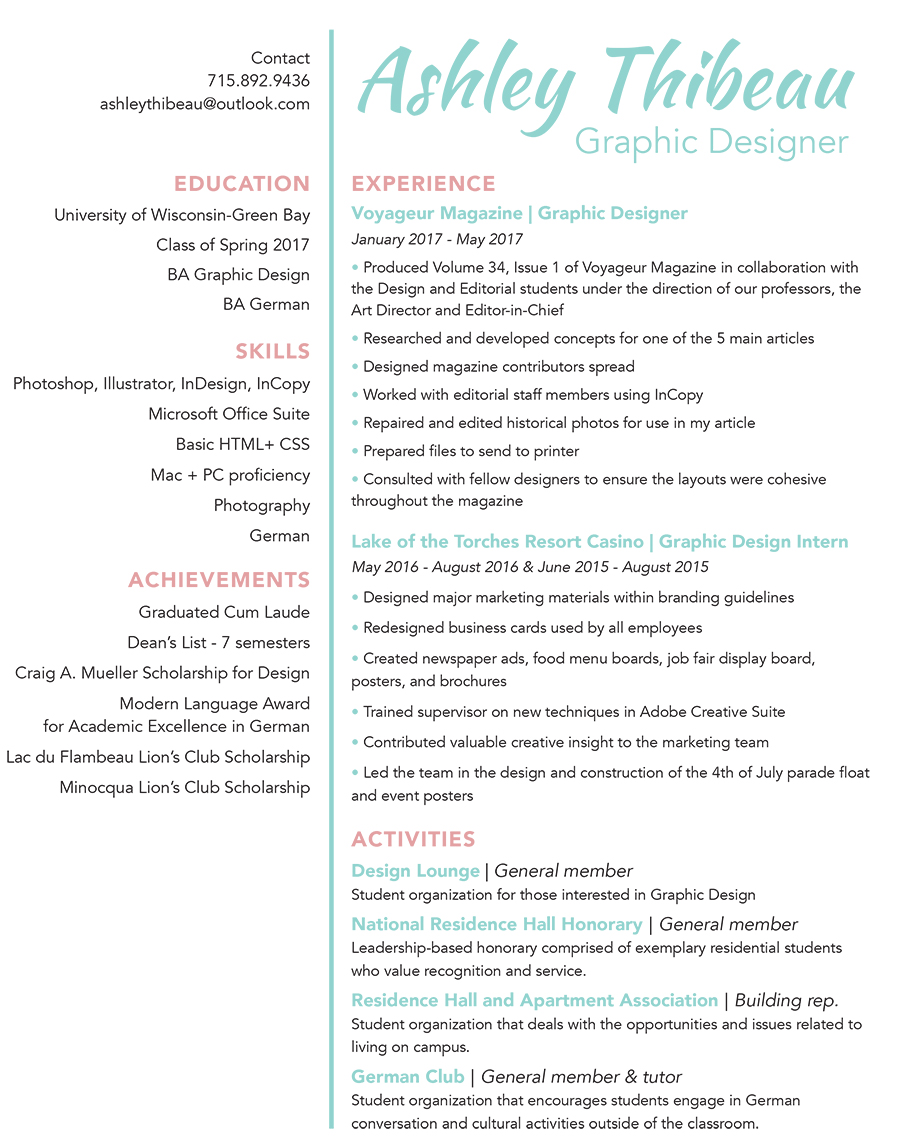 Contact
715.892.9436
ashleythibeau@outlook.com
EDUCATION
University of Wisconsin-Green Bay
Class of Spring 2017
BA Graphic Design
BA German
SKILLS
Photoshop, Illustrator, InDesign, InCopy
Microsoft Office Suite
Basic HTML+ CSS
Mac + PC proficiency
Photography
German
ACHIEVEMENTS
Graduated Cum Laude
Dean’s List - 7 semesters
Craig A. Mueller Scholarship for Design
Modern Language Award
for Academic Excellence in German
Lac du Flambeau Lion’s Club Scholarship
Minocqua Lion’s Club Scholarship
Ashley Thibeau
Graphic Designer
EXPERIENCE
Voyageur Magazine | Graphic Designer
January 2017 - May 2017
• Produced Volume 34, Issue 1 of Voyageur Magazine in collaboration with
the Design and Editorial students under the direction of our professors, the
Art Director and Editor-in-Chief
• Researched and developed concepts for one of the 5 main articles
• Designed magazine contributors spread
• Worked with editorial staff members using InCopy
• Repaired and edited historical photos for use in my article
• Prepared files to send to printer
• Consulted with fellow designers to ensure the layouts were cohesive
throughout the magazine
Lake of the Torches Resort Casino | Graphic Design Intern
May 2016 - August 2016 & June 2015 - August 2015
• Designed major marketing materials within branding guidelines
• Redesigned business cards used by all employees
• Created newspaper ads, food menu boards, job fair display board,
posters, and brochures
• Trained supervisor on new techniques in Adobe Creative Suite
• Contributed valuable creative insight to the marketing team
• Led the team in the design and construction of the 4th of July parade float
and event posters
ACTIVITIES
Design Lounge | General member
Student organization for those interested in Graphic Design
National Residence Hall Honorary | General member
Leadership-based honorary comprised of exemplary residential students
who value recognition and service.
Residence Hall and Apartment Association | Building rep.
Student organization that deals with the opportunities and issues related to
living on campus.
German Club | General member & tutor
Student organization that encourages students engage in German
conversation and cultural activities outside of the classroom.